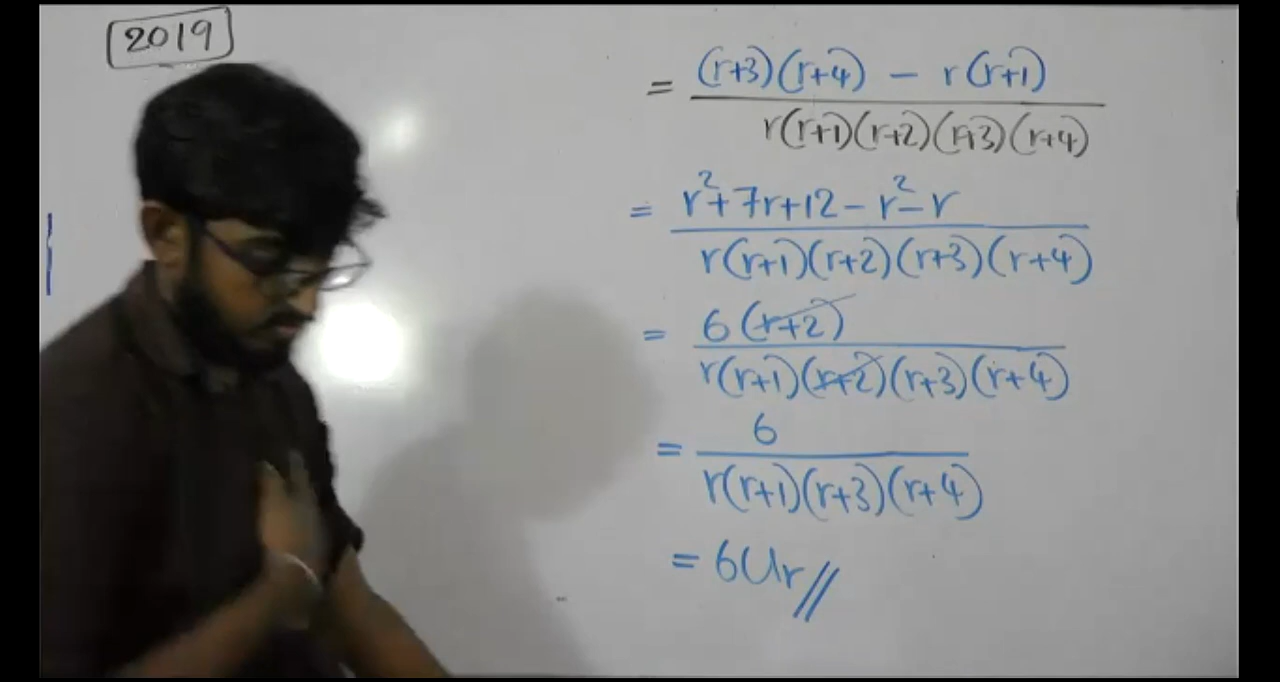 2019
= (r+3)(r+4) - r(r+1)
r(r+1)(r+2)(r+3)(r+4)
= r²+7r+12-r²-r
r(r+1)(r+2)(r+3)(r+4)
= 6(r+2)
r(r+1)(r+2)(r+3)(r+4)
= 6
r(r+1)(r+3)(r+4)
= 6Ur//